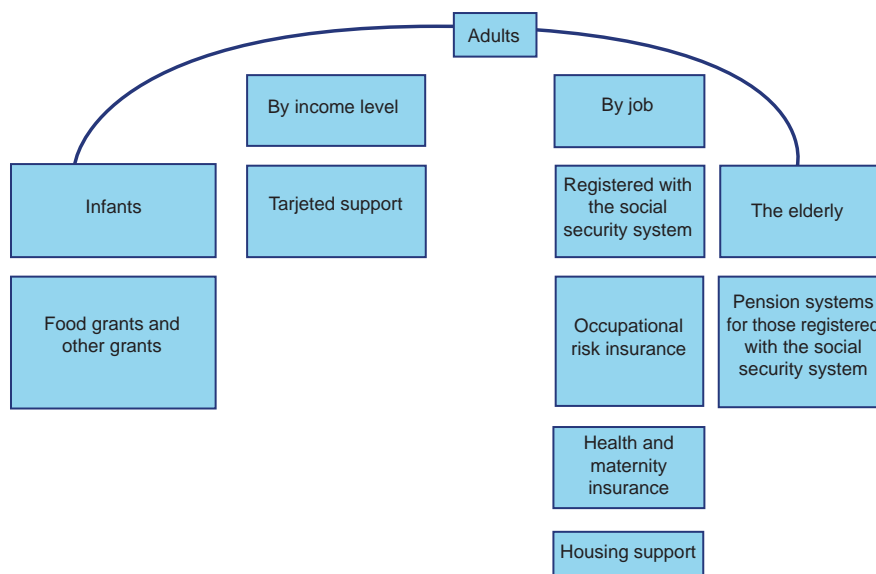 Adults
By income level
By job
Infants
Tarjeted support
Registered with
the social
security system
The elderly
Food grants and
other grants
Occupational
risk insurance
Pension systems
for those registered
with the social
security system
Health and
maternity
insurance
Housing support